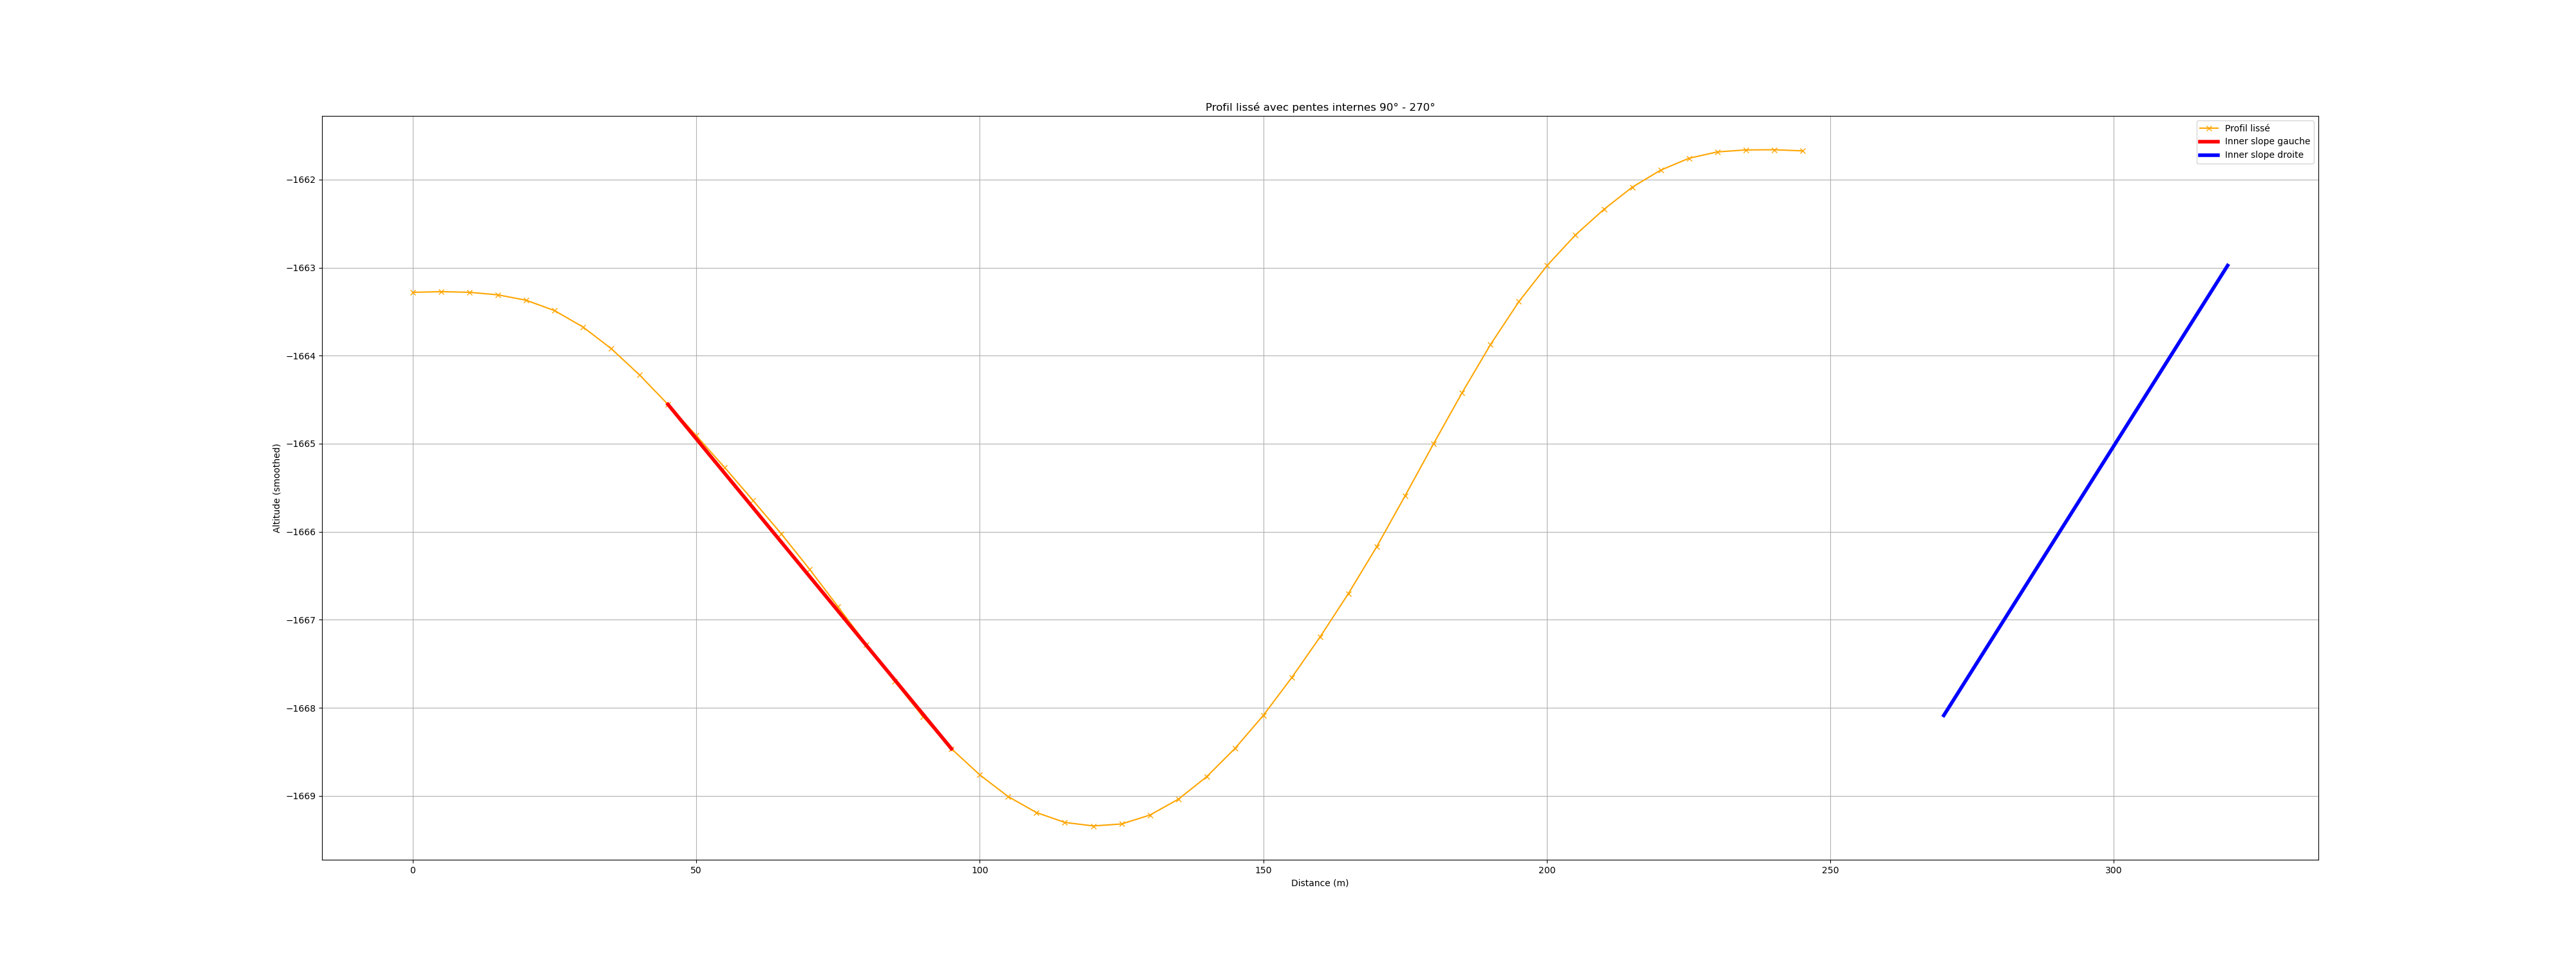 Profil lissé avec pentes internes 90° - 270°
Profil lissé
Inner slope gauche
Inner slope droite
−1662
−1663
−1664
−1665
−1666
−1667
−1668
−1669
Altitude (smoothed)
0 50 100 150 200 250 300
Distance (m)